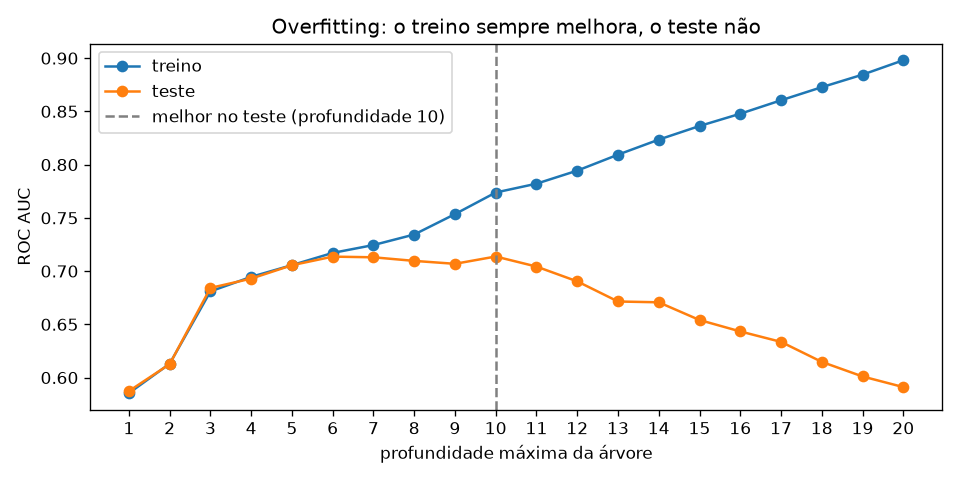 Overfitting: o treino sempre melhora, o teste não
treino
teste
melhor no teste (profundidade 10)
ROC AUC
0.90
0.85
0.80
0.75
0.70
0.65
0.60
1 2 3 4 5 6 7 8 9 10 11 12 13 14 15 16 17 18 19 20
profundidade máxima da árvore